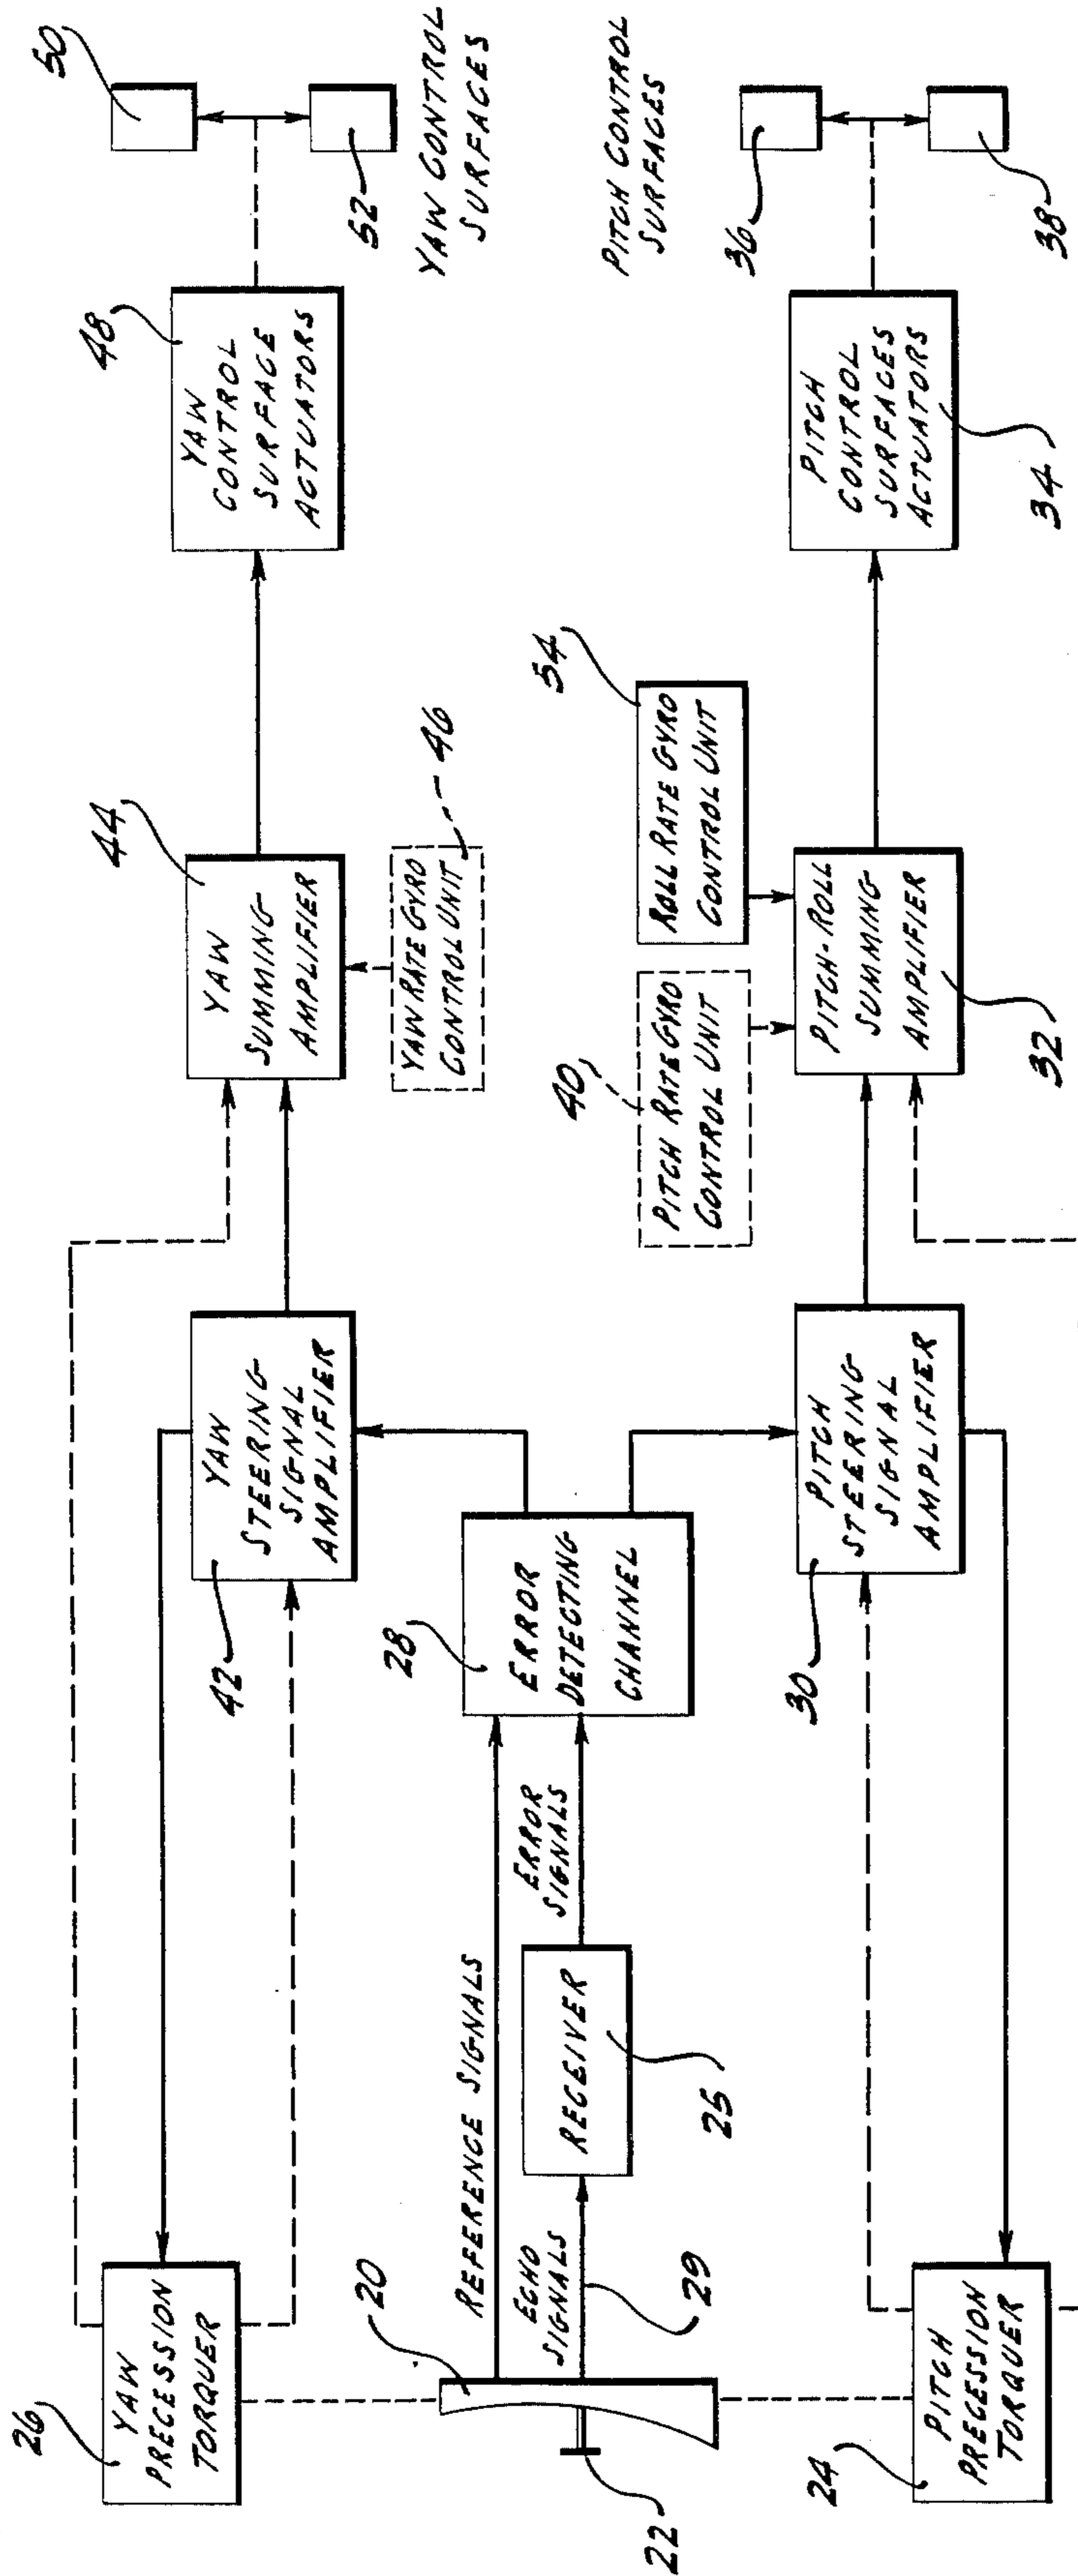 26
YAW
PRECESSION
TORQUER
42
YAW
STEERING
SIGNAL
AMPLIFIER
44
YAW
SUMMING
AMPLIFIER
YAW RATE GYRO
CONTROL UNIT
46
48
YAW
CONTROL
SURFACE
ACTUATORS
50
52
YAW CONTROL
SURFACES
20
22
REFERENCE SIGNALS
ECHO
SIGNALS
29
RECEIVER
25
ERROR
SIGNALS
28
ERROR
DETECTING
CHANNEL
24
PITCH
PRECESSION
TORQUER
30
PITCH
STEERING
SIGNAL
AMPLIFIER
40
PITCH RATE GYRO
CONTROL UNIT
54
ROLL RATE GYRO
CONTROL UNIT
PITCH-ROLL
SUMMING
AMPLIFIER
32
PITCH
CONTROL
SURFACES
ACTUATORS
34
PITCH CONTROL
SURFACES
36
38